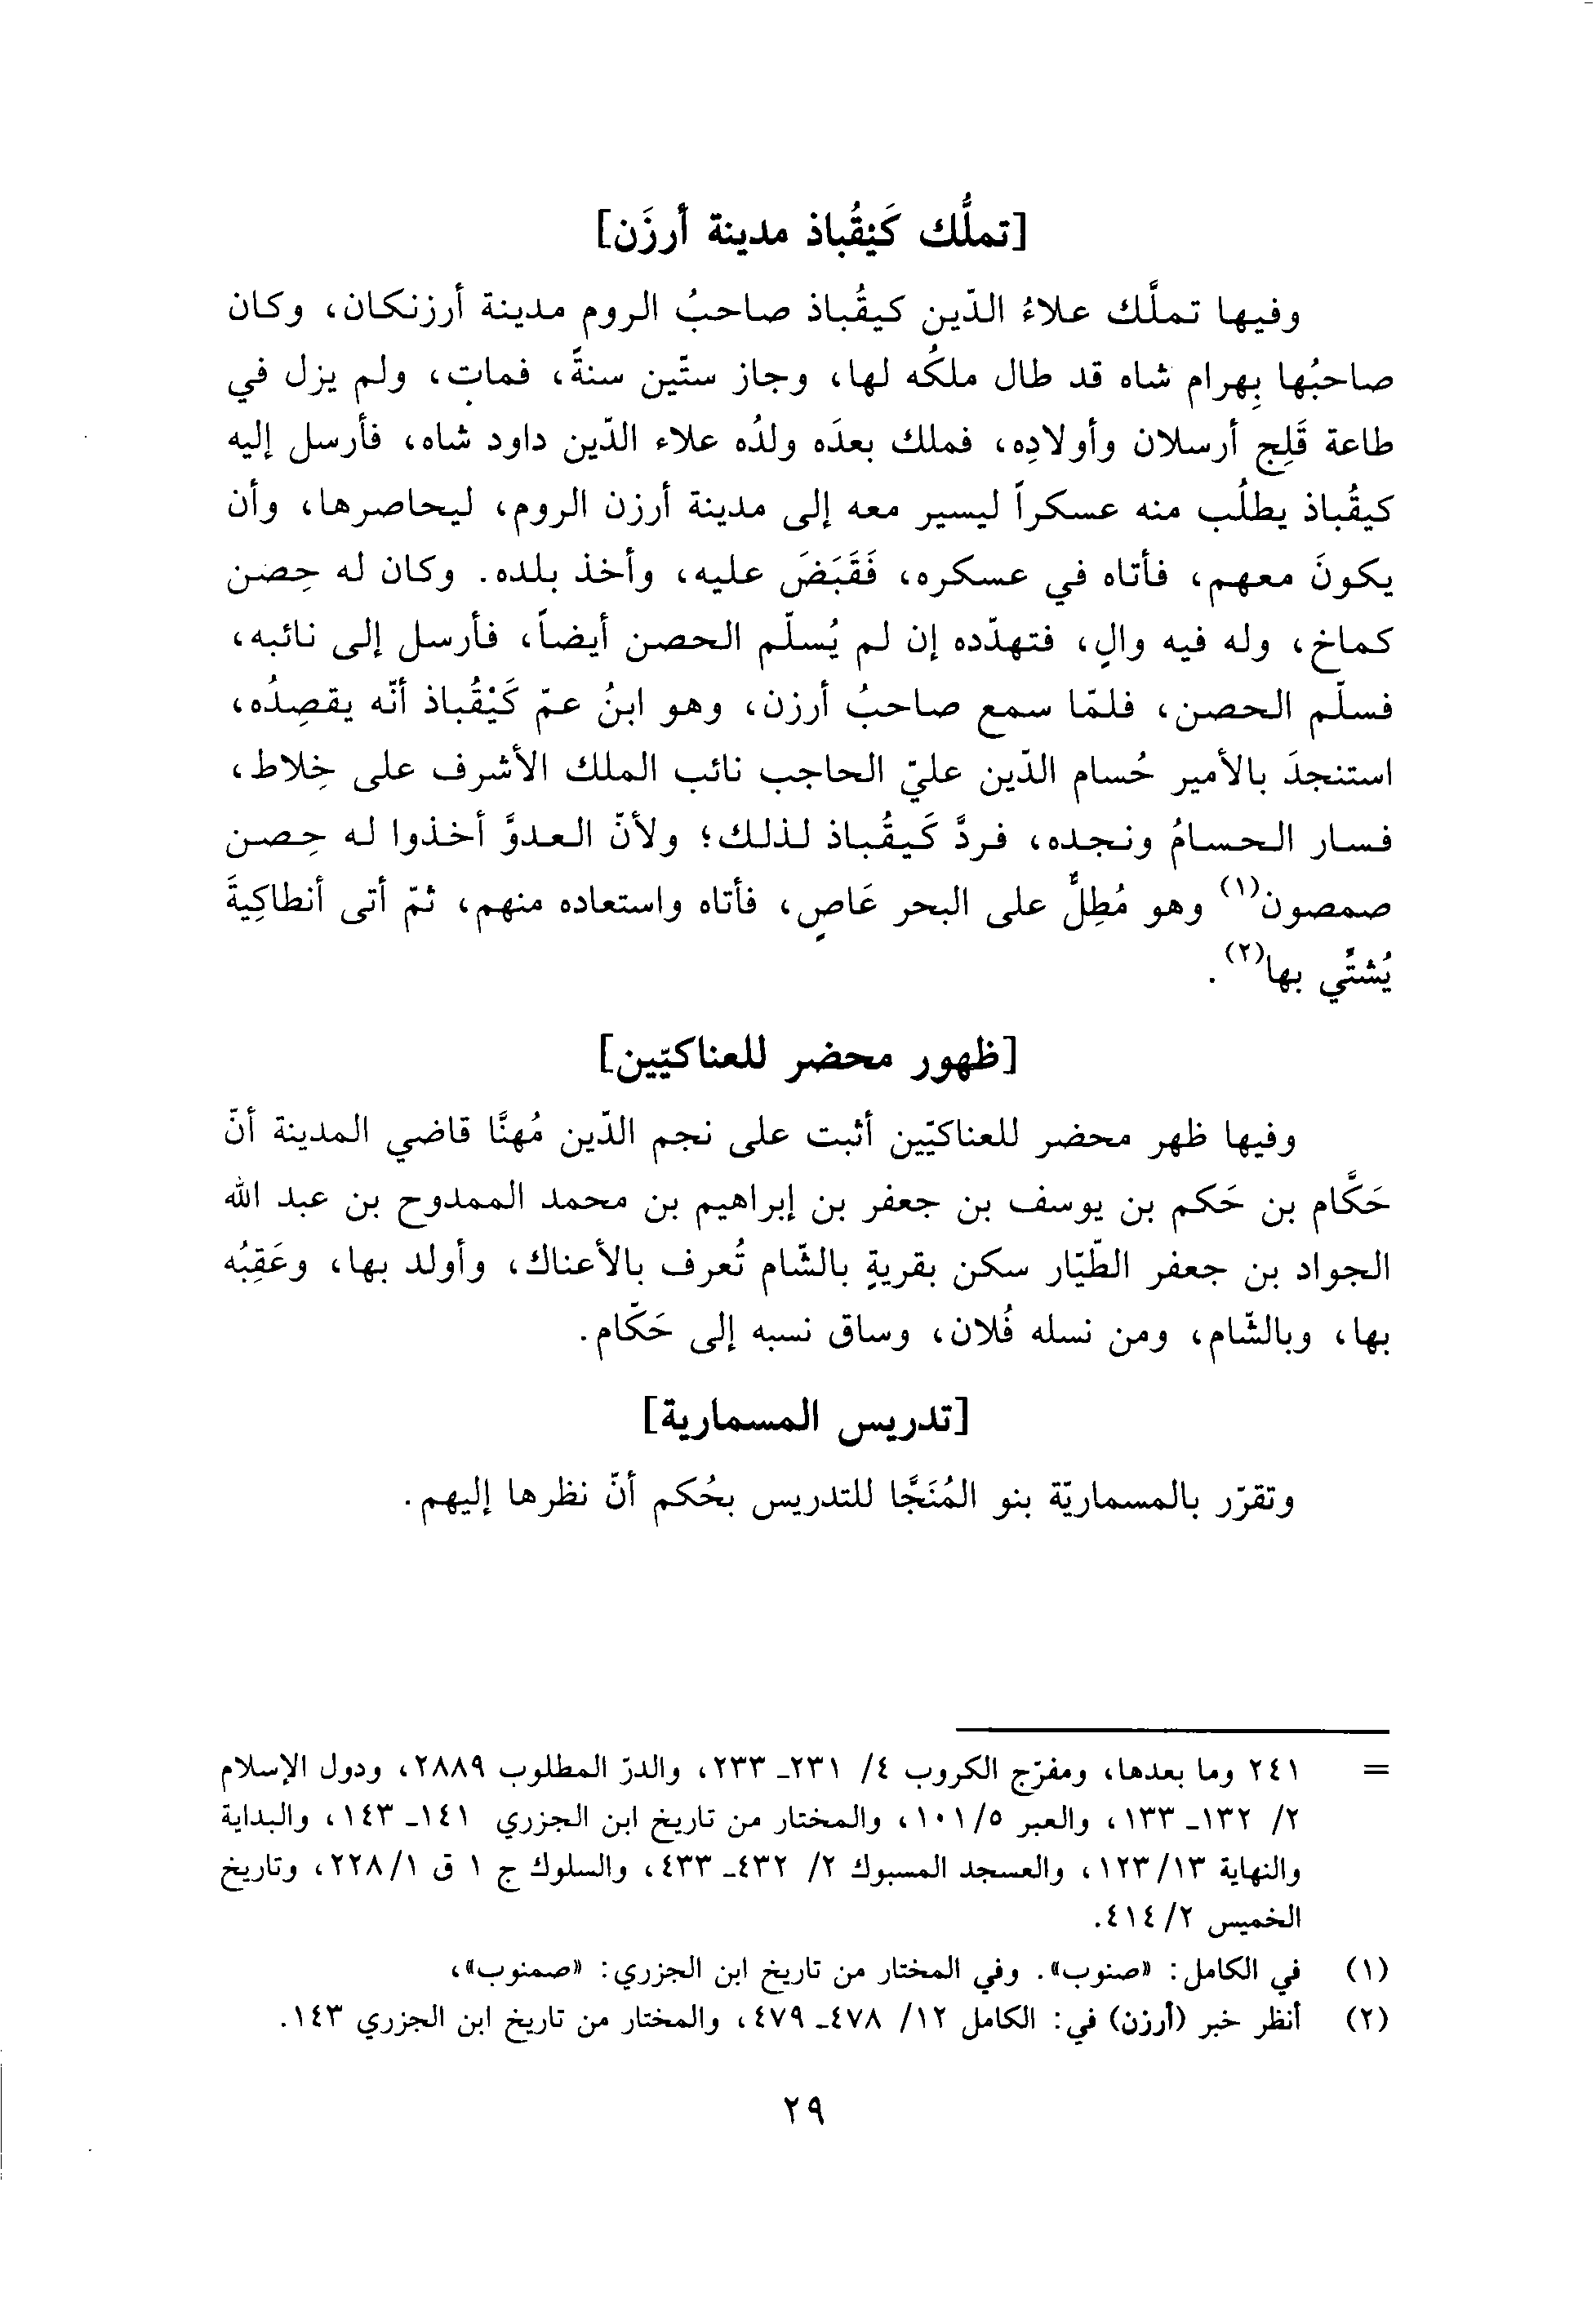 [تملُّك كَيْقُباذ مدينة أرزَن]
وفيها تملَّك علاءُ الدّين كيقُباذ صاحبُ الروم مدينة أرزنكان، وكان
صاحبُها بِهرام شاه قد طال ملكُه لها، وجاز ستّين سنةً، فمات، ولم يزل في
طاعة قَلِج أرسلان وأولادِه، فملك بعدَه ولدُه علاء الدّين داود شاه، فأرسل إليه
كيقُباذ يطلُب منه عسكراً ليسير معه إلى مدينة أرزن الروم، ليحاصرها، وأن
يكونَ معهم، فأتاه في عسكره، فَقَبَضَ عليه، وأخذ بلده. وكان له حِصن
كماخ، وله فيه والٍ، فتهدّده إن لم يُسلّم الحصن أيضاً، فأرسل إلى نائبه،
فسلّم الحصن، فلمّا سمع صاحبُ أرزن، وهو ابنُ عمّ كَيْقُباذ أنّه يقصِدُه،
استنجدَ بالأمير حُسام الدّين عليّ الحاجب نائب الملك الأشرف على خِلاط،
فسار الحسامُ ونجده، فردَّ كَيقُباذ لذلك؛ ولأنّ العدوَّ أخذوا له حِصن
صمصون(١) وهو مُطِلٌّ على البحر عَاصٍ، فأتاه واستعاده منهم، ثمّ أتى أنطاكِيةَ
يُشتّي بها(٢).
[ظهور محضر للعناكيّين]
وفيها ظهر محضر للعناكيّين أثبت على نجم الدّين مُهنَّا قاضي المدينة أنّ
حَكَّام بن حَكم بن يوسف بن جعفر بن إبراهيم بن محمد الممدوح بن عبد الله
الجواد بن جعفر الطّيّار سكن بقريةٍ بالشّام تُعرف بالأعناك، وأولد بها، وعَقِبُه
بها، وبالشّام، ومن نسله فُلان، وساق نسبه إلى حَكّام.
[تدريس المسمارية]
وتقرّر بالمسماريّة بنو المُنَجَّا للتدريس بحُكم أنّ نظرها إليهم.
= ٢٤١ وما بعدها، ومفرّج الكروب ٤/ ٢٣١ـ ٢٣٣، والدرّ المطلوب ٢٨٨٩، ودول الإسلام
٢/ ١٣٢ـ ١٣٣، والعبر ٥/١٠١، والمختار من تاريخ ابن الجزري ١٤١ـ ١٤٣، والبداية
والنهاية ١٣/١٢٣، والعسجد المسبوك ٢/ ٤٣٢ـ ٤٣٣، والسلوك ج ١ ق ٢٢٨/١، وتاريخ
الخميس ٢/٤١٤.
(١) في الكامل: «صنوب». وفي المختار من تاريخ ابن الجزري: «صمنوب»،
(٢) أنظر خبر (أرزن) في: الكامل ١٢/ ٤٧٨ـ ٤٧٩، والمختار من تاريخ ابن الجزري ١٤٣.
٢٩